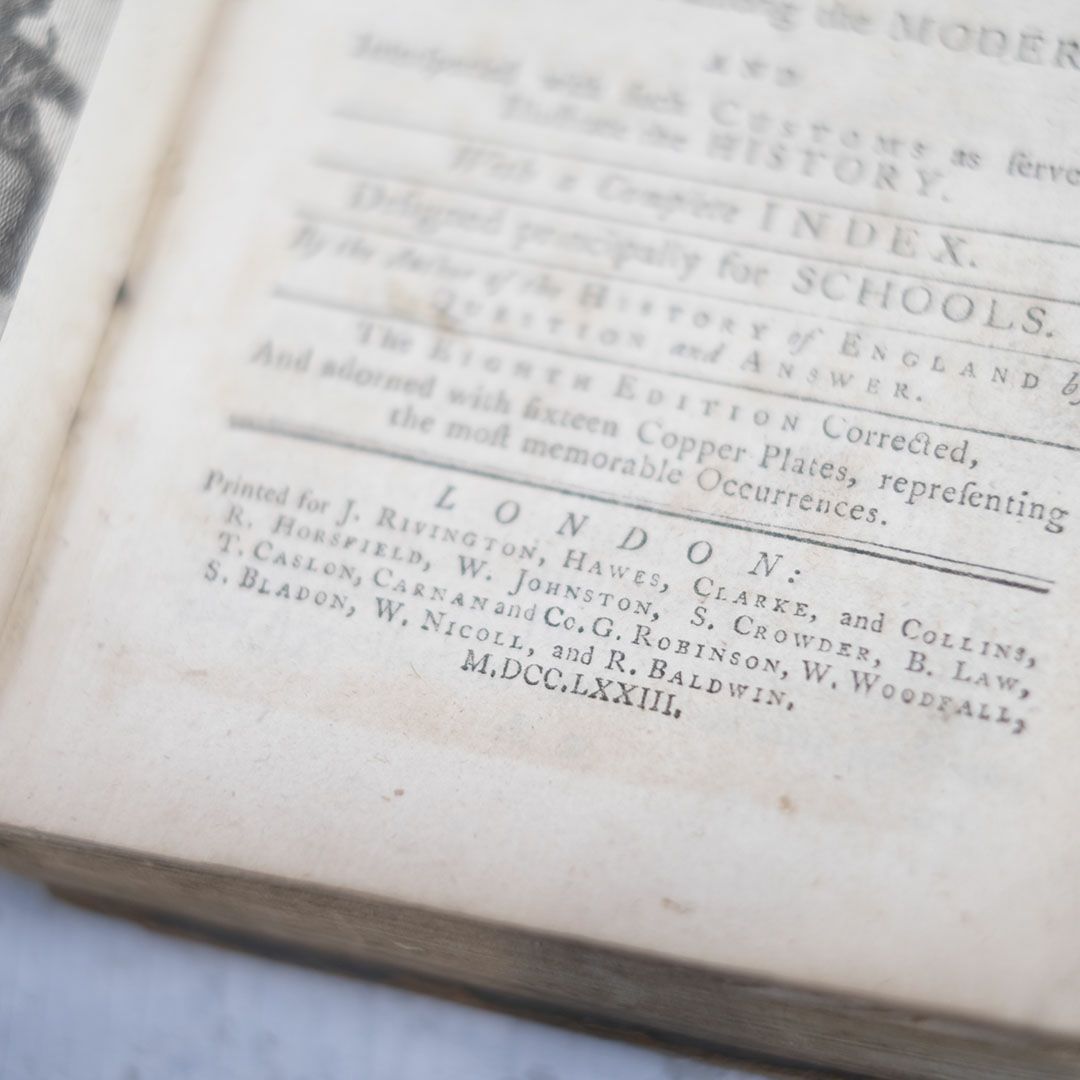 the MODER
AND
Interspersed with such CUSTOMS as ſerve
Illuſtrate the HISTORY.
With a Complete INDEX.
Deſigned principally for SCHOOLS.
By the Author of the HISTORY of ENGLAND by
QUESTION and ANSWER.
The EIGHTH EDITION Corrected,
And adorned with ſixteen Copper Plates, repreſenting
the moſt memorable Occurrences.
LONDON:
Printed for J. RIVINGTON, HAWES, CLARKE, and COLLINS,
R. HORSFIELD, W. JOHNSTON, S. CROWDER, B. LAW,
T. CASLON, CARNAN and Co. G. ROBINSON, W. WOODFALL,
S. BLADON, W. NICOLL, and R. BALDWIN.
M.DCC.LXXIII.